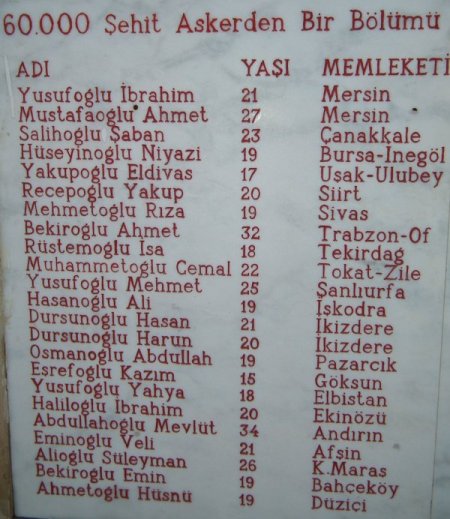 60.000 Şehit Askerden Bir Bölümü
ADI YAŞI MEMLEKETİ
Yusufoğlu İbrahim 21 Mersin
Mustafaoğlu Ahmet 27 Mersin
Salihoğlu Şaban 23 Çanakkale
Hüseyinoğlu Niyazi 19 Bursa-İnegöl
Yakupoğlu Eldivas 17 Uşak-Ulubey
Recepoğlu Yakup 20 Siirt
Mehmetoğlu Rıza 19 Sivas
Bekiroğlu Ahmet 32 Trabzon-Of
Rüstemoğlu İsa 18 Tekirdağ
Muhammetoğlu Cemal 22 Tokat-Zile
Yusufoğlu Mehmet 25 Şanlıurfa
Hasanoğlu Ali 19 İşkodra
Dursunoğlu Hasan 21 İkizdere
Dursunoğlu Harun 20 İkizdere
Osmanoğlu Abdullah 19 Pazarcık
Eşrefoğlu Kazım 15 Göksun
Yusufoğlu Yahya 18 Elbistan
Haliloğlu İbrahim 20 Ekinözü
Abdullahoğlu Mevlüt 34 Andırın
Eminoğlu Veli 21 Afşin
Alioğlu Süleyman 26 K.Maraş
Bekiroğlu Emin 19 Bahçeköy
Ahmetoğlu Hüsnü 19 Düziçi